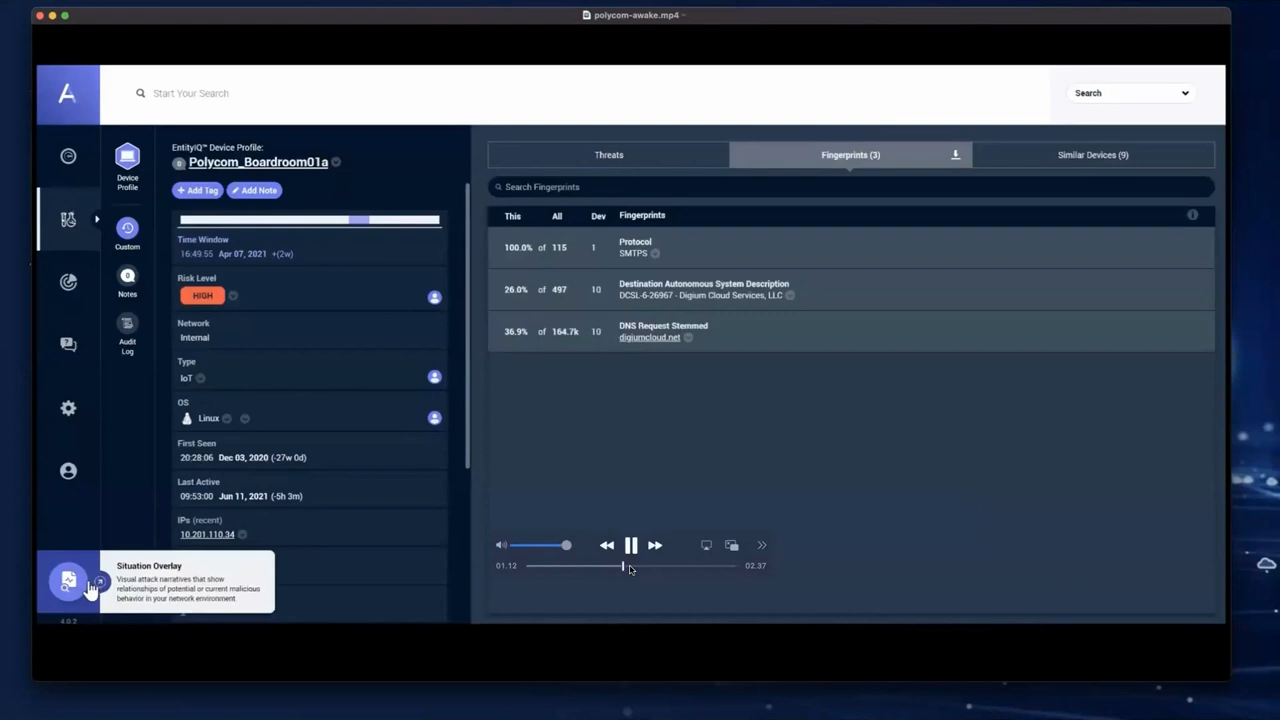 polycom-awake.mp4
Start Your Search
Search
EntityIQ™ Device Profile:
0 Polycom_Boardroom01a
+ Add Tag
Add Note
Device
Profile
Custom
0
Notes
Audit
Log
Time Window
16:49:55 Apr 07, 2021 +(2w)
Risk Level
HIGH
Network
Internal
Type
IoT
OS
Linux
First Seen
20:28:06 Dec 03, 2020 (-27w 0d)
Last Active
09:53:00 Jun 11, 2021 (-5h 3m)
IPs (recent)
10.201.110.34
Threats
Fingerprints (3)
Similar Devices (9)
Search Fingerprints
This All Dev Fingerprints
100.0% of 115 1 Protocol
SMTPS
26.0% of 497 10 Destination Autonomous System Description
DCSL-6-26967 - Digium Cloud Services, LLC
36.9% of 164.7k 10 DNS Request Stemmed
digiumcloud.net
01.12
02.37
Situation Overlay
Visual attack narratives that show
relationships of potential or current malicious
behavior in your network environment
4.0.2